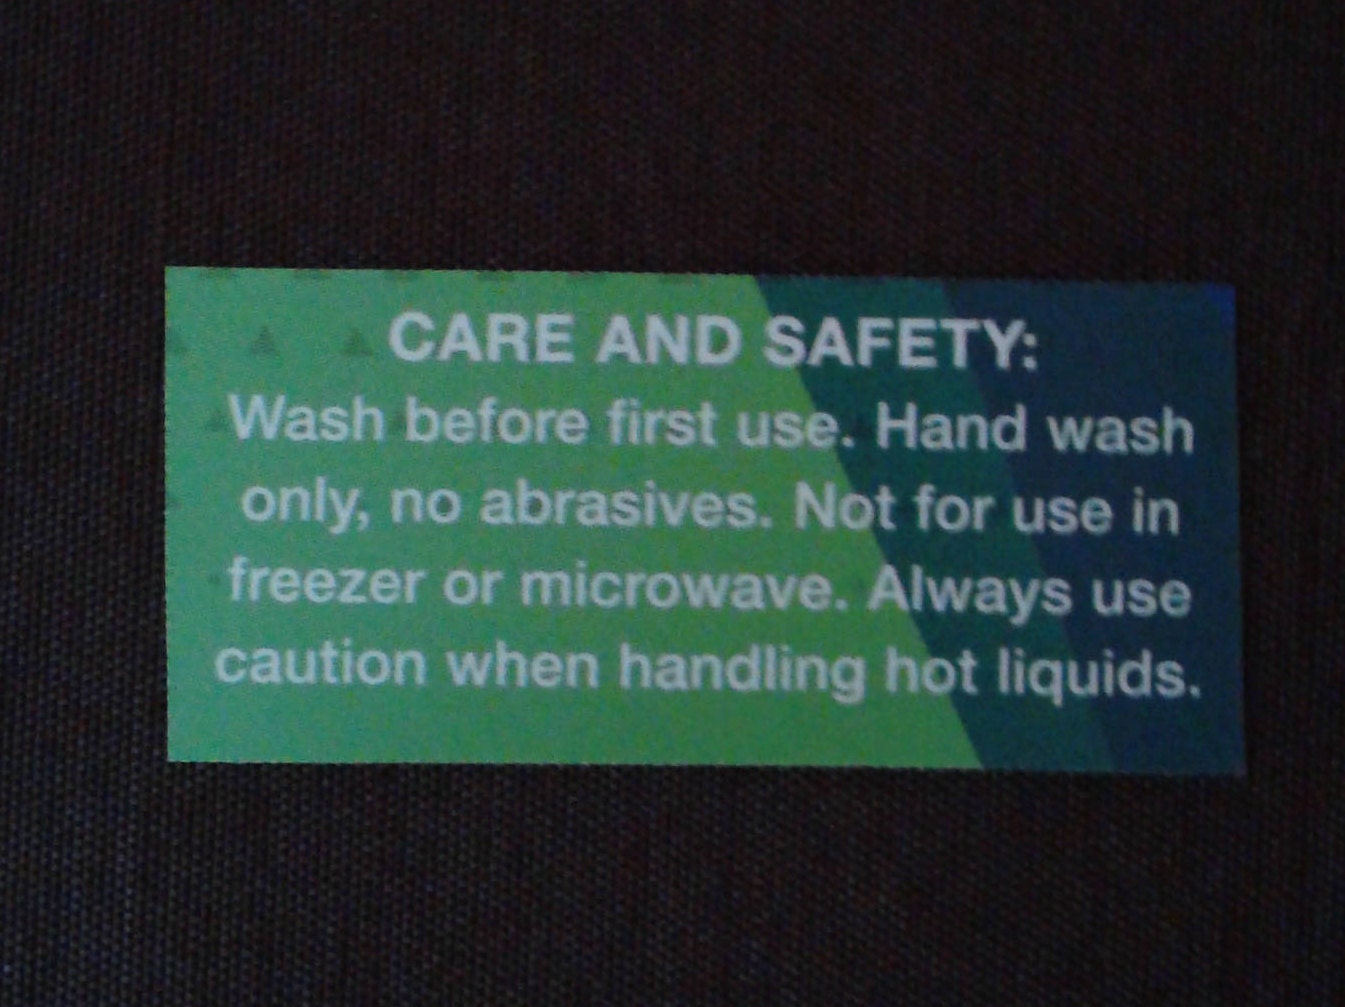 CARE AND SAFETY:
Wash before first use. Hand wash
only, no abrasives. Not for use in
freezer or microwave. Always use
caution when handling hot liquids.